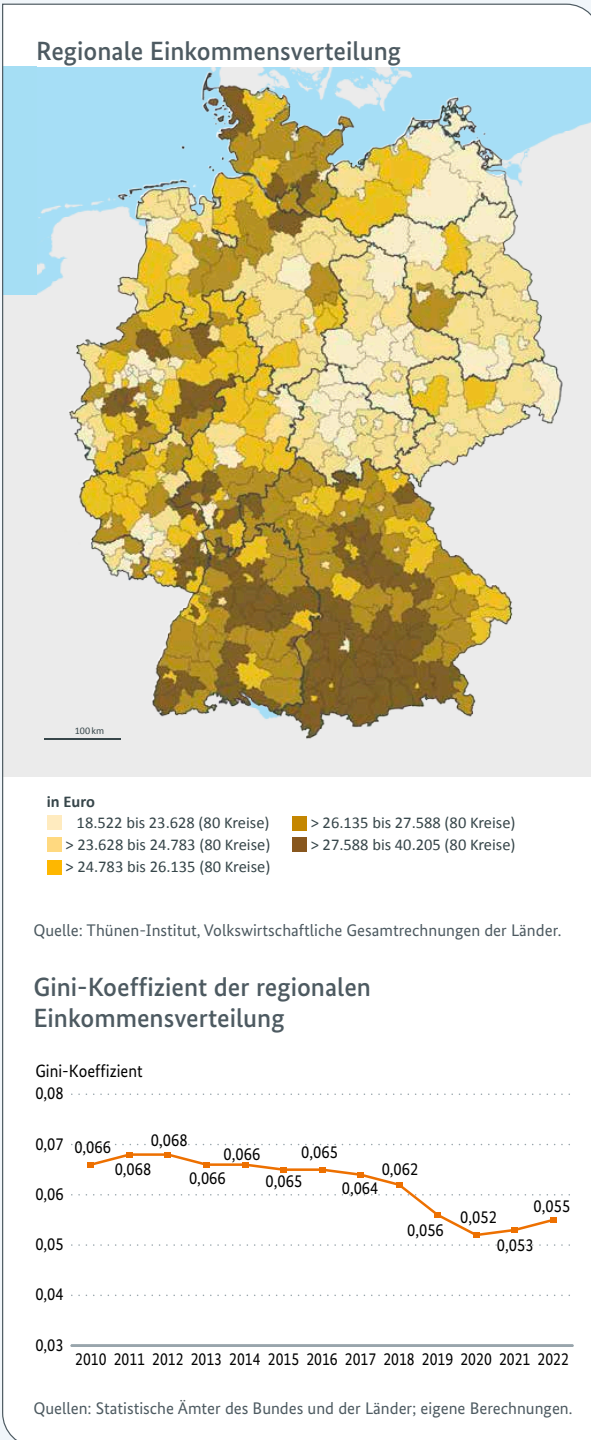 Regionale Einkommensverteilung
100 km
in Euro
18.522 bis 23.628 (80 Kreise)
> 23.628 bis 24.783 (80 Kreise)
> 24.783 bis 26.135 (80 Kreise)
> 26.135 bis 27.588 (80 Kreise)
> 27.588 bis 40.205 (80 Kreise)
Quelle: Thünen-Institut, Volkswirtschaftliche Gesamtrechnungen der Länder.
Gini-Koeffizient der regionalen
Einkommensverteilung
Gini-Koeffizient
0,08
0,07
0,06
0,05
0,04
0,03
0,066
0,068
0,068
0,066
0,066
0,065
0,065
0,064
0,062
0,056
0,052
0,053
0,055
2010 2011 2012 2013 2014 2015 2016 2017 2018 2019 2020 2021 2022
Quellen: Statistische Ämter des Bundes und der Länder; eigene Berechnungen.